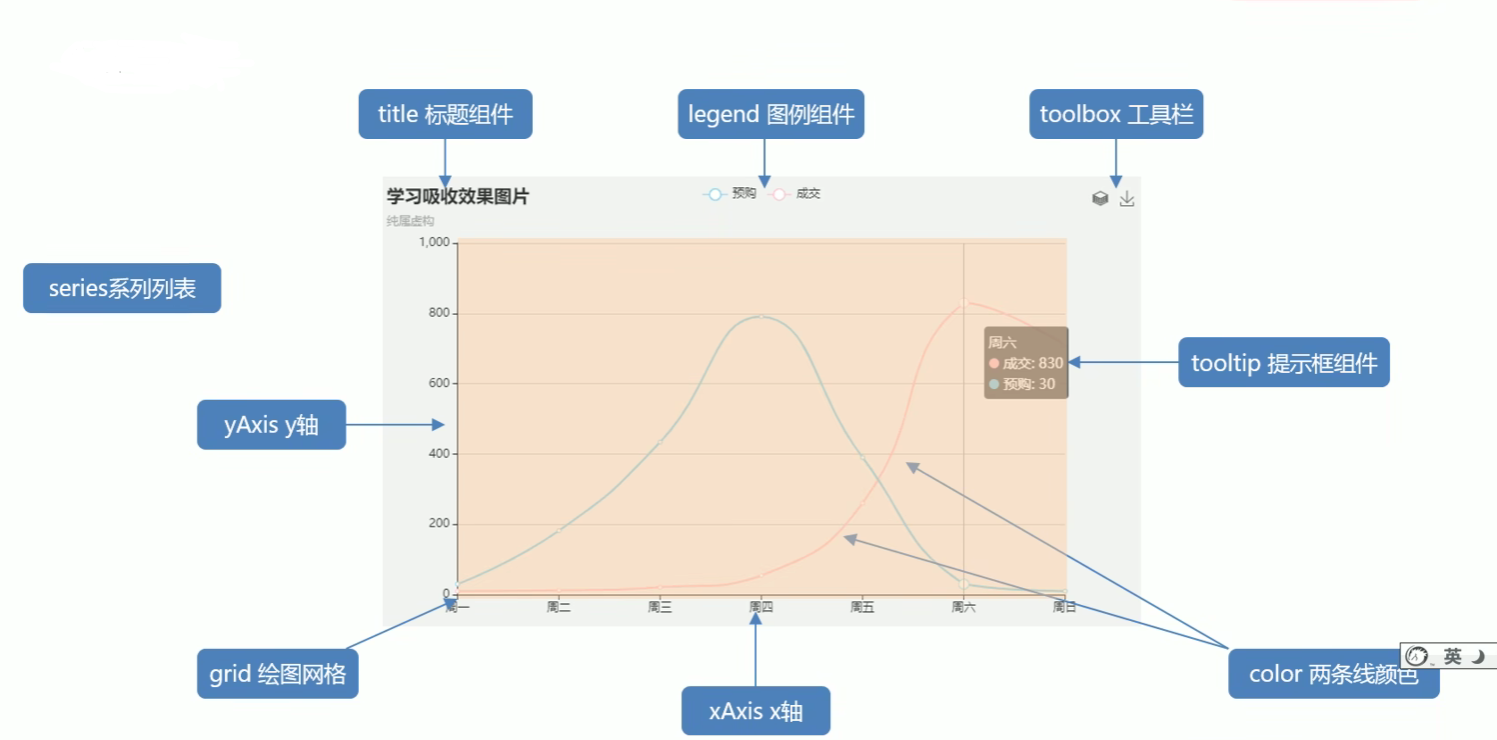 title 标题组件
legend 图例组件
toolbox 工具栏
学习吸收效果图片
预购
成交
纯属虚构
1,000
series系列列表
800
周六
成交: 830
预购: 30
tooltip 提示框组件
600
yAxis y轴
400
200
0
周一
周二
周三
周四
周五
周六
周日
英
grid 绘图网格
color 两条线颜色
xAxis x轴